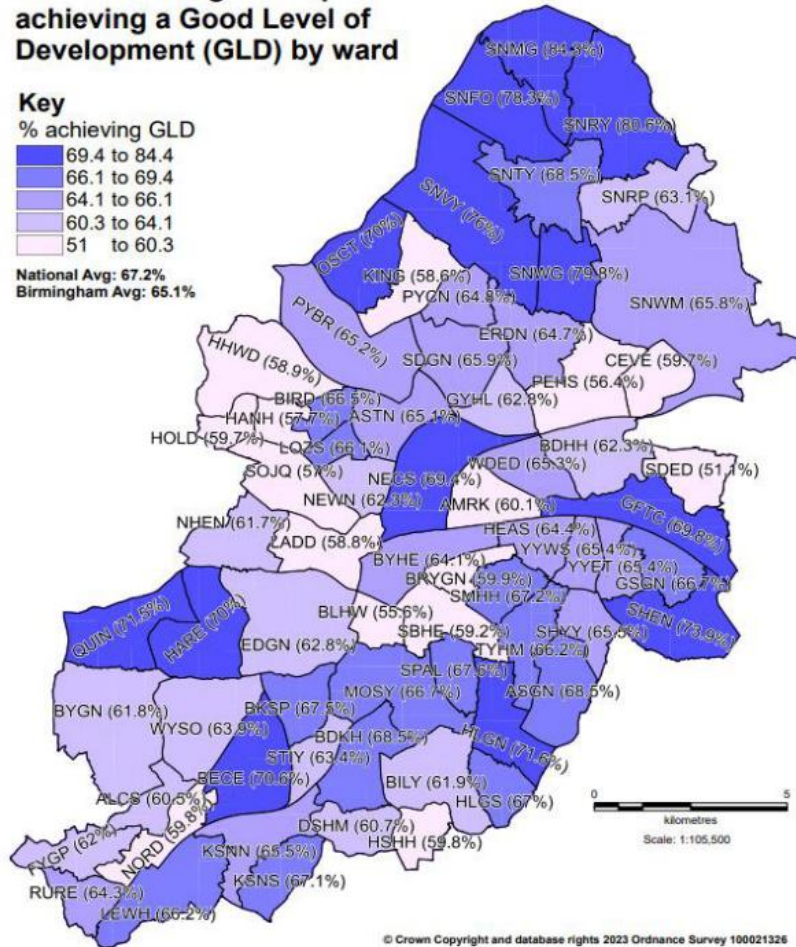 achieving a Good Level of
Development (GLD) by ward
Key
% achieving GLD
69.4 to 84.4
66.1 to 69.4
64.1 to 66.1
60.3 to 64.1
51 to 60.3
National Avg: 67.2%
Birmingham Avg: 65.1%
SNMG (84.3%)
SNFO (78.3%)
SNRY (80.6%)
SNTY (68.5%)
SNRP (63.1%)
SNVY (76%)
OSCT (70%)
KING (58.6%)
SNWG (79.8%)
PYCN (64.8%)
SNWM (65.8%)
PYBR (65.2%)
ERDN (64.7%)
HHWD (58.9%)
SDGN (65.9%)
CEVE (59.7%)
PEHS (56.4%)
BIRD (66.5%)
GYHL (62.8%)
HANH (57.7%)
ASTN (65.1%)
HOLD (59.7%)
LOZS (66.1%)
BDHH (62.3%)
WDED (65.3%)
SDED (51.1%)
SOJQ (57%)
NECS (69.4%)
NEWN (62.3%)
AMRK (60.1%)
GFTC (69.8%)
NHEN (61.7%)
HEAS (64.4%)
LADD (58.8%)
YYWS (65.4%)
BYHE (64.1%)
YYET (65.4%)
BRYGN (59.9%)
GSGN (66.7%)
SMHH (67.2%)
QUIN (71.5%)
HARE (70%)
BLHW (55.6%)
SHEN (73.9%)
SBHE (59.2%)
SHYY (65.5%)
EDGN (62.8%)
TYHM (66.2%)
SPAL (67.6%)
MOSY (66.7%)
ASGN (68.5%)
BYGN (61.8%)
BKSP (67.5%)
WYSO (63.9%)
BDKH (68.5%)
HLGN (71.6%)
STIY (63.4%)
BECE (70.6%)
BILY (61.9%)
ALCS (60.5%)
HLGS (67%)
DSHM (60.7%)
NORD (59.8%)
HSHH (59.8%)
FYGP (62%)
KSNN (65.5%)
KSNS (67.1%)
RURE (64.3%)
LEWH (66.2%)
0 5
kilometres
Scale: 1:105,500
© Crown Copyright and database rights 2023 Ordnance Survey 100021326